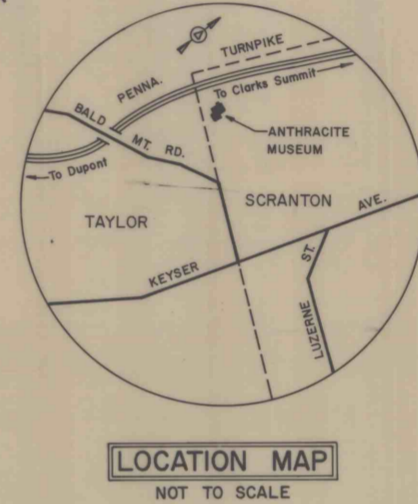 PENNA. TURNPIKE
To Clarks Summit
BALD MT. RD.
To Dupont
ANTHRACITE
MUSEUM
TAYLOR
SCRANTON
KEYSER AVE.
LUZERNE ST.
LOCATION MAP
NOT TO SCALE